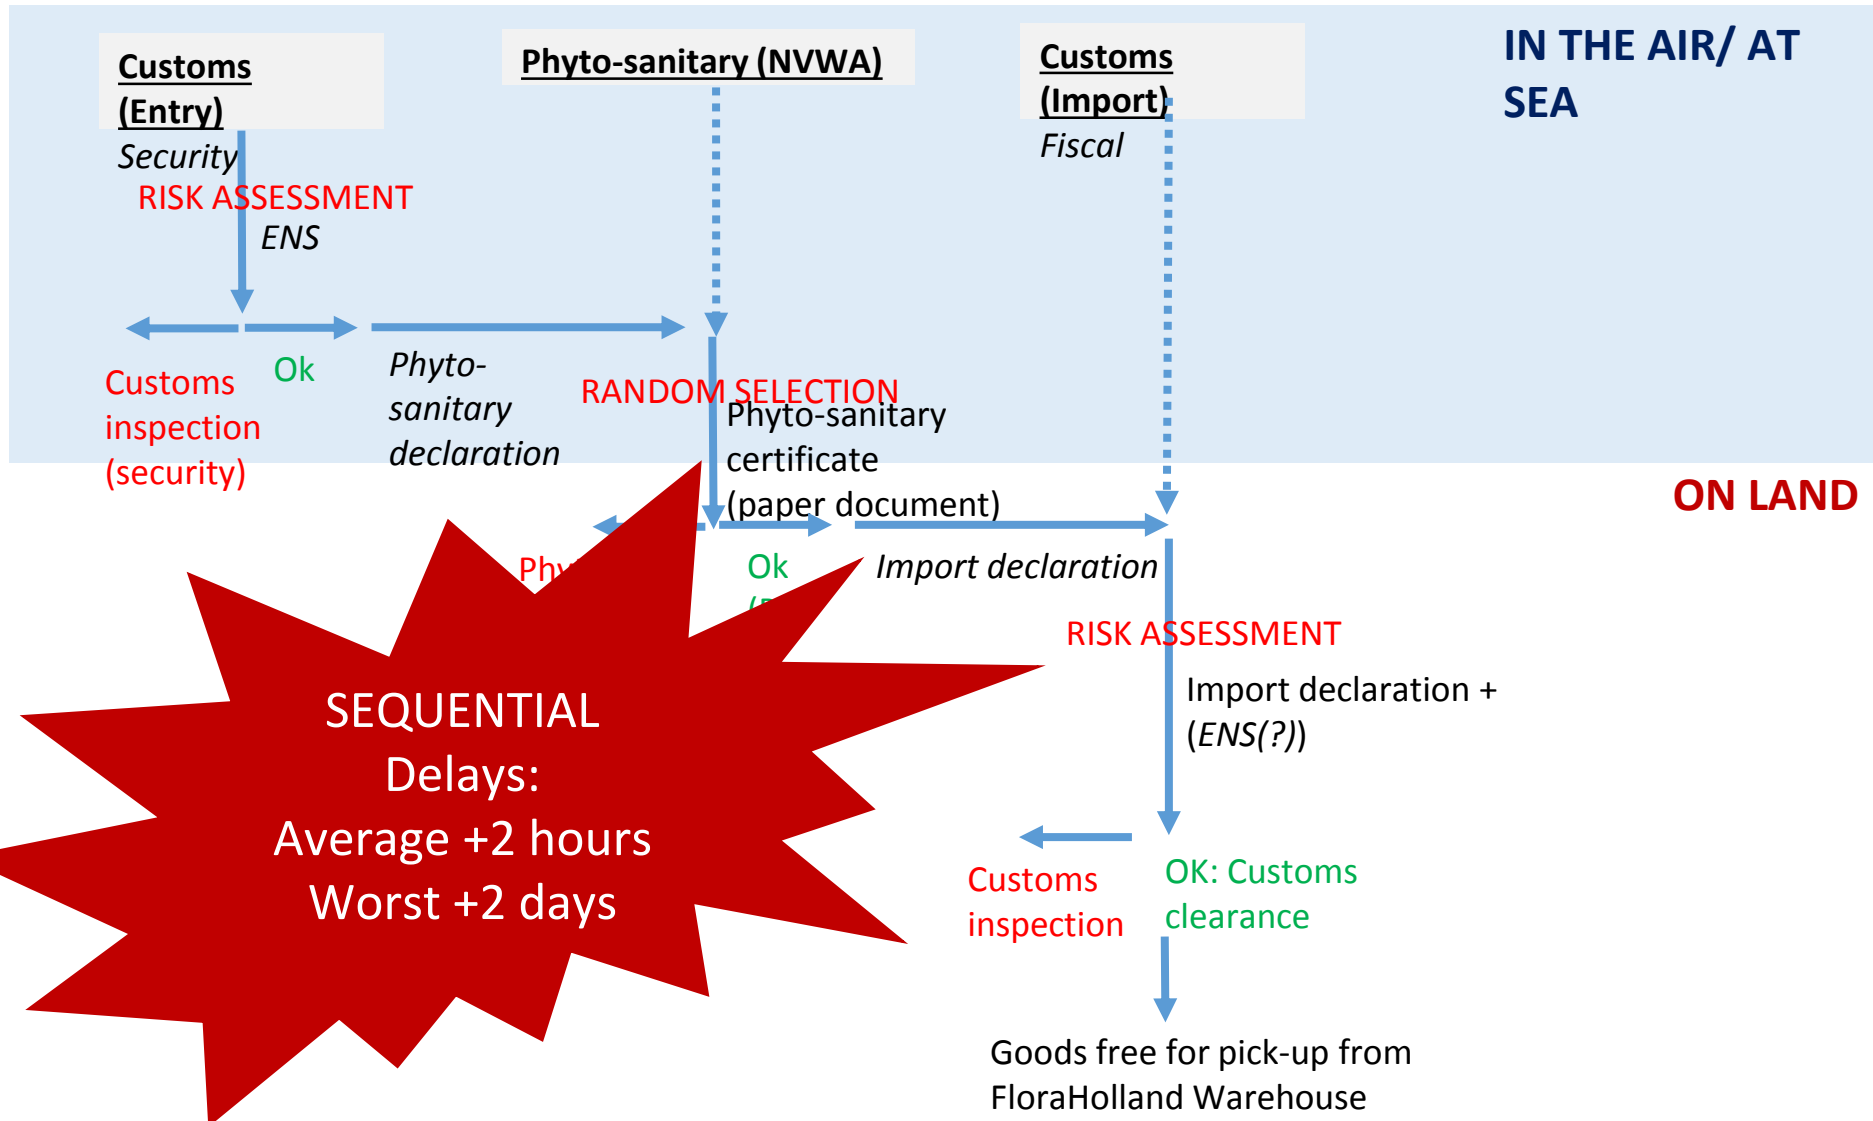 Customs
(Entry)
Security
RISK ASSESSMENT
ENS
Phyto-sanitary (NVWA)
Customs
(Import)
Fiscal
IN THE AIR/ AT
SEA
Customs
inspection
(security)
Ok
Phyto-
sanitary
declaration
RANDOM SELECTION
Phyto-sanitary
certificate
(paper document)
ON LAND
Ok
Import declaration
RISK ASSESSMENT
Import declaration +
(ENS(?))
SEQUENTIAL
Delays:
Average +2 hours
Worst +2 days
Customs
inspection
OK: Customs
clearance
Goods free for pick-up from
FloraHolland Warehouse